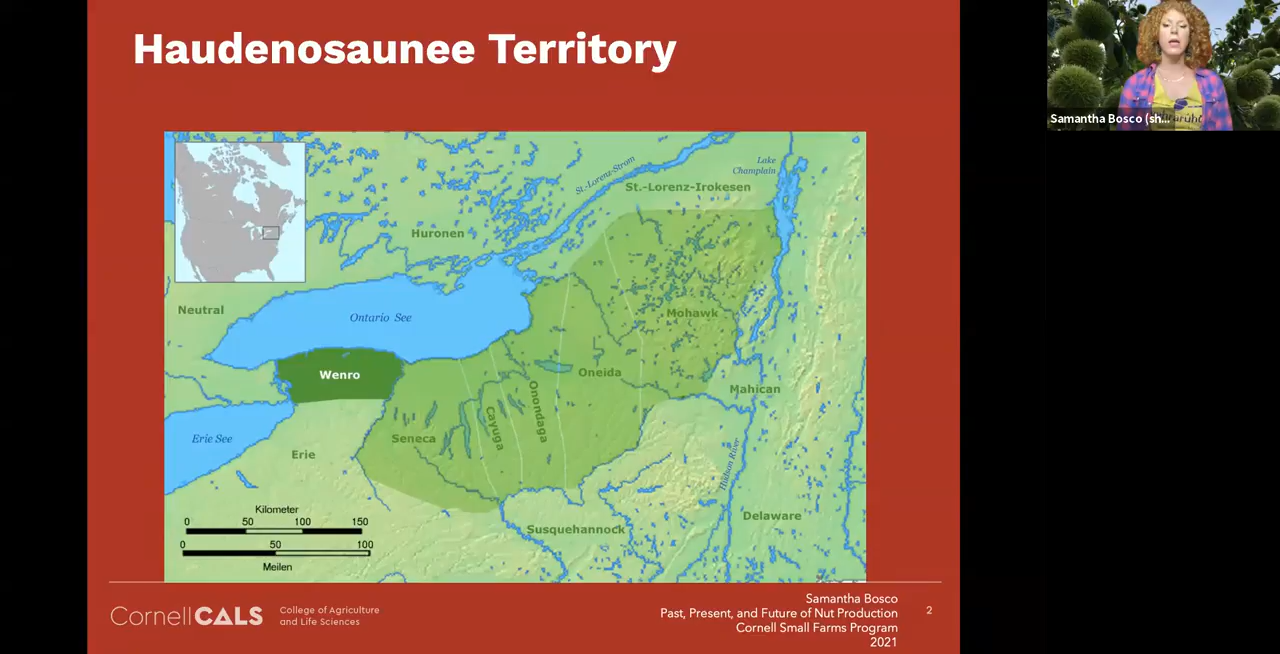 Haudenosaunee Territory
Samantha Bosco (sh...
St.-Lorenz-Strom
Lake
Champlain
St.-Lorenz-Irokesen
Huronen
Neutral
Ontario See
Mohawk
Wenro
Oneida
Mahican
Onondaga
Cayuga
Seneca
Erie See
Erie
Hudson River
Kilometer
0 50 100 150
0 50 100
Meilen
Susquehannock
Delaware
CornellCALS
College of Agriculture
and Life Sciences
Samantha Bosco
Past, Present, and Future of Nut Production
Cornell Small Farms Program
2021
2